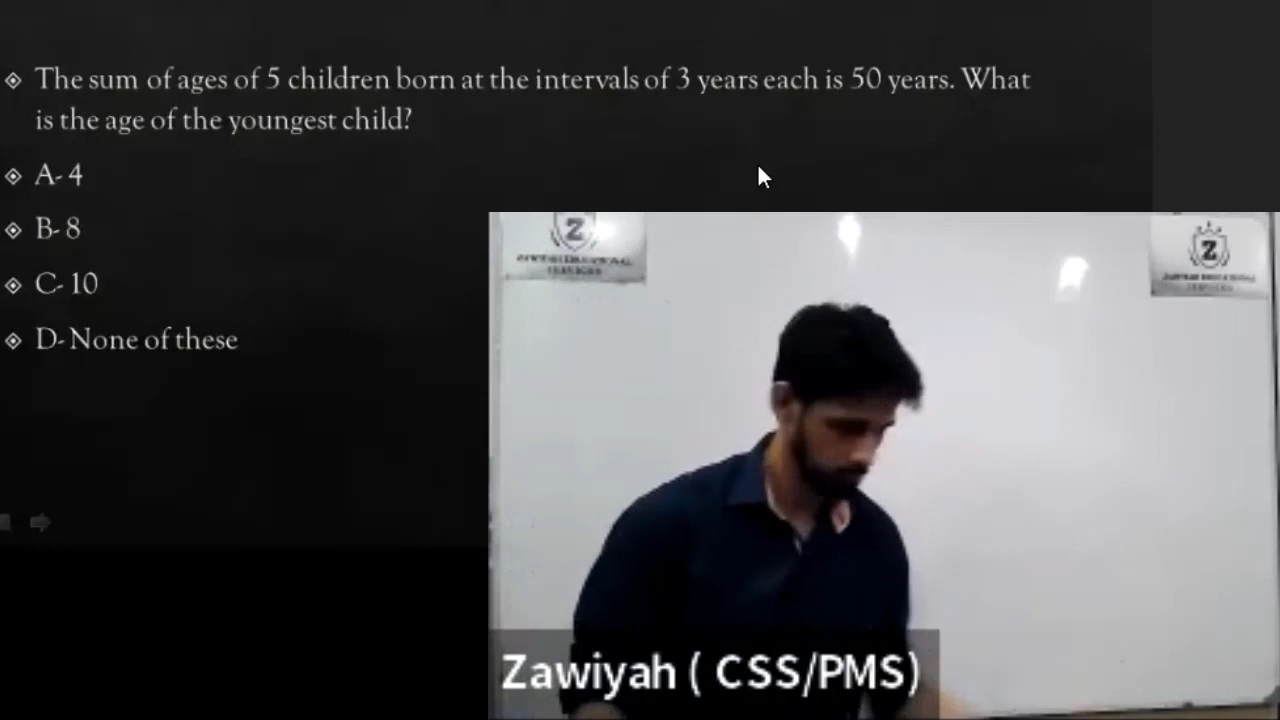 The sum of ages of 5 children born at the intervals of 3 years each is 50 years. What
is the age of the youngest child?
A- 4
B- 8
C- 10
D- None of these
Z
SERVICES
Z
Zawiyah ( CSS/PMS)